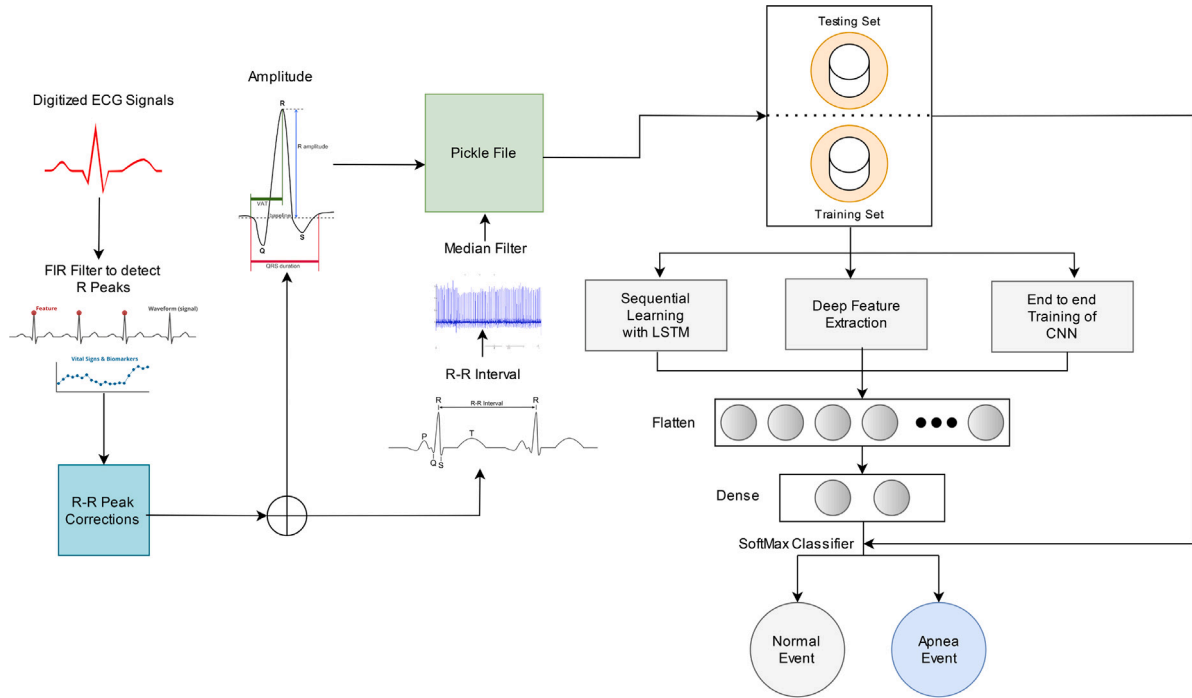 Digitized ECG Signals
FIR Filter to detect
R Peaks
Feature
Waveform (signal)
Vital Signs & Biomarkers
R-R Peak
Corrections
Amplitude
R
R amplitude
VAT
baseline
Q
S
QRS duration
Pickle File
Median Filter
R-R Interval
R
R-R Interval
R
P
T
Q
S
Testing Set
Training Set
Sequential
Learning
with LSTM
Deep Feature
Extraction
End to end
Training of
CNN
Flatten
Dense
SoftMax Classifier
Normal
Event
Apnea
Event